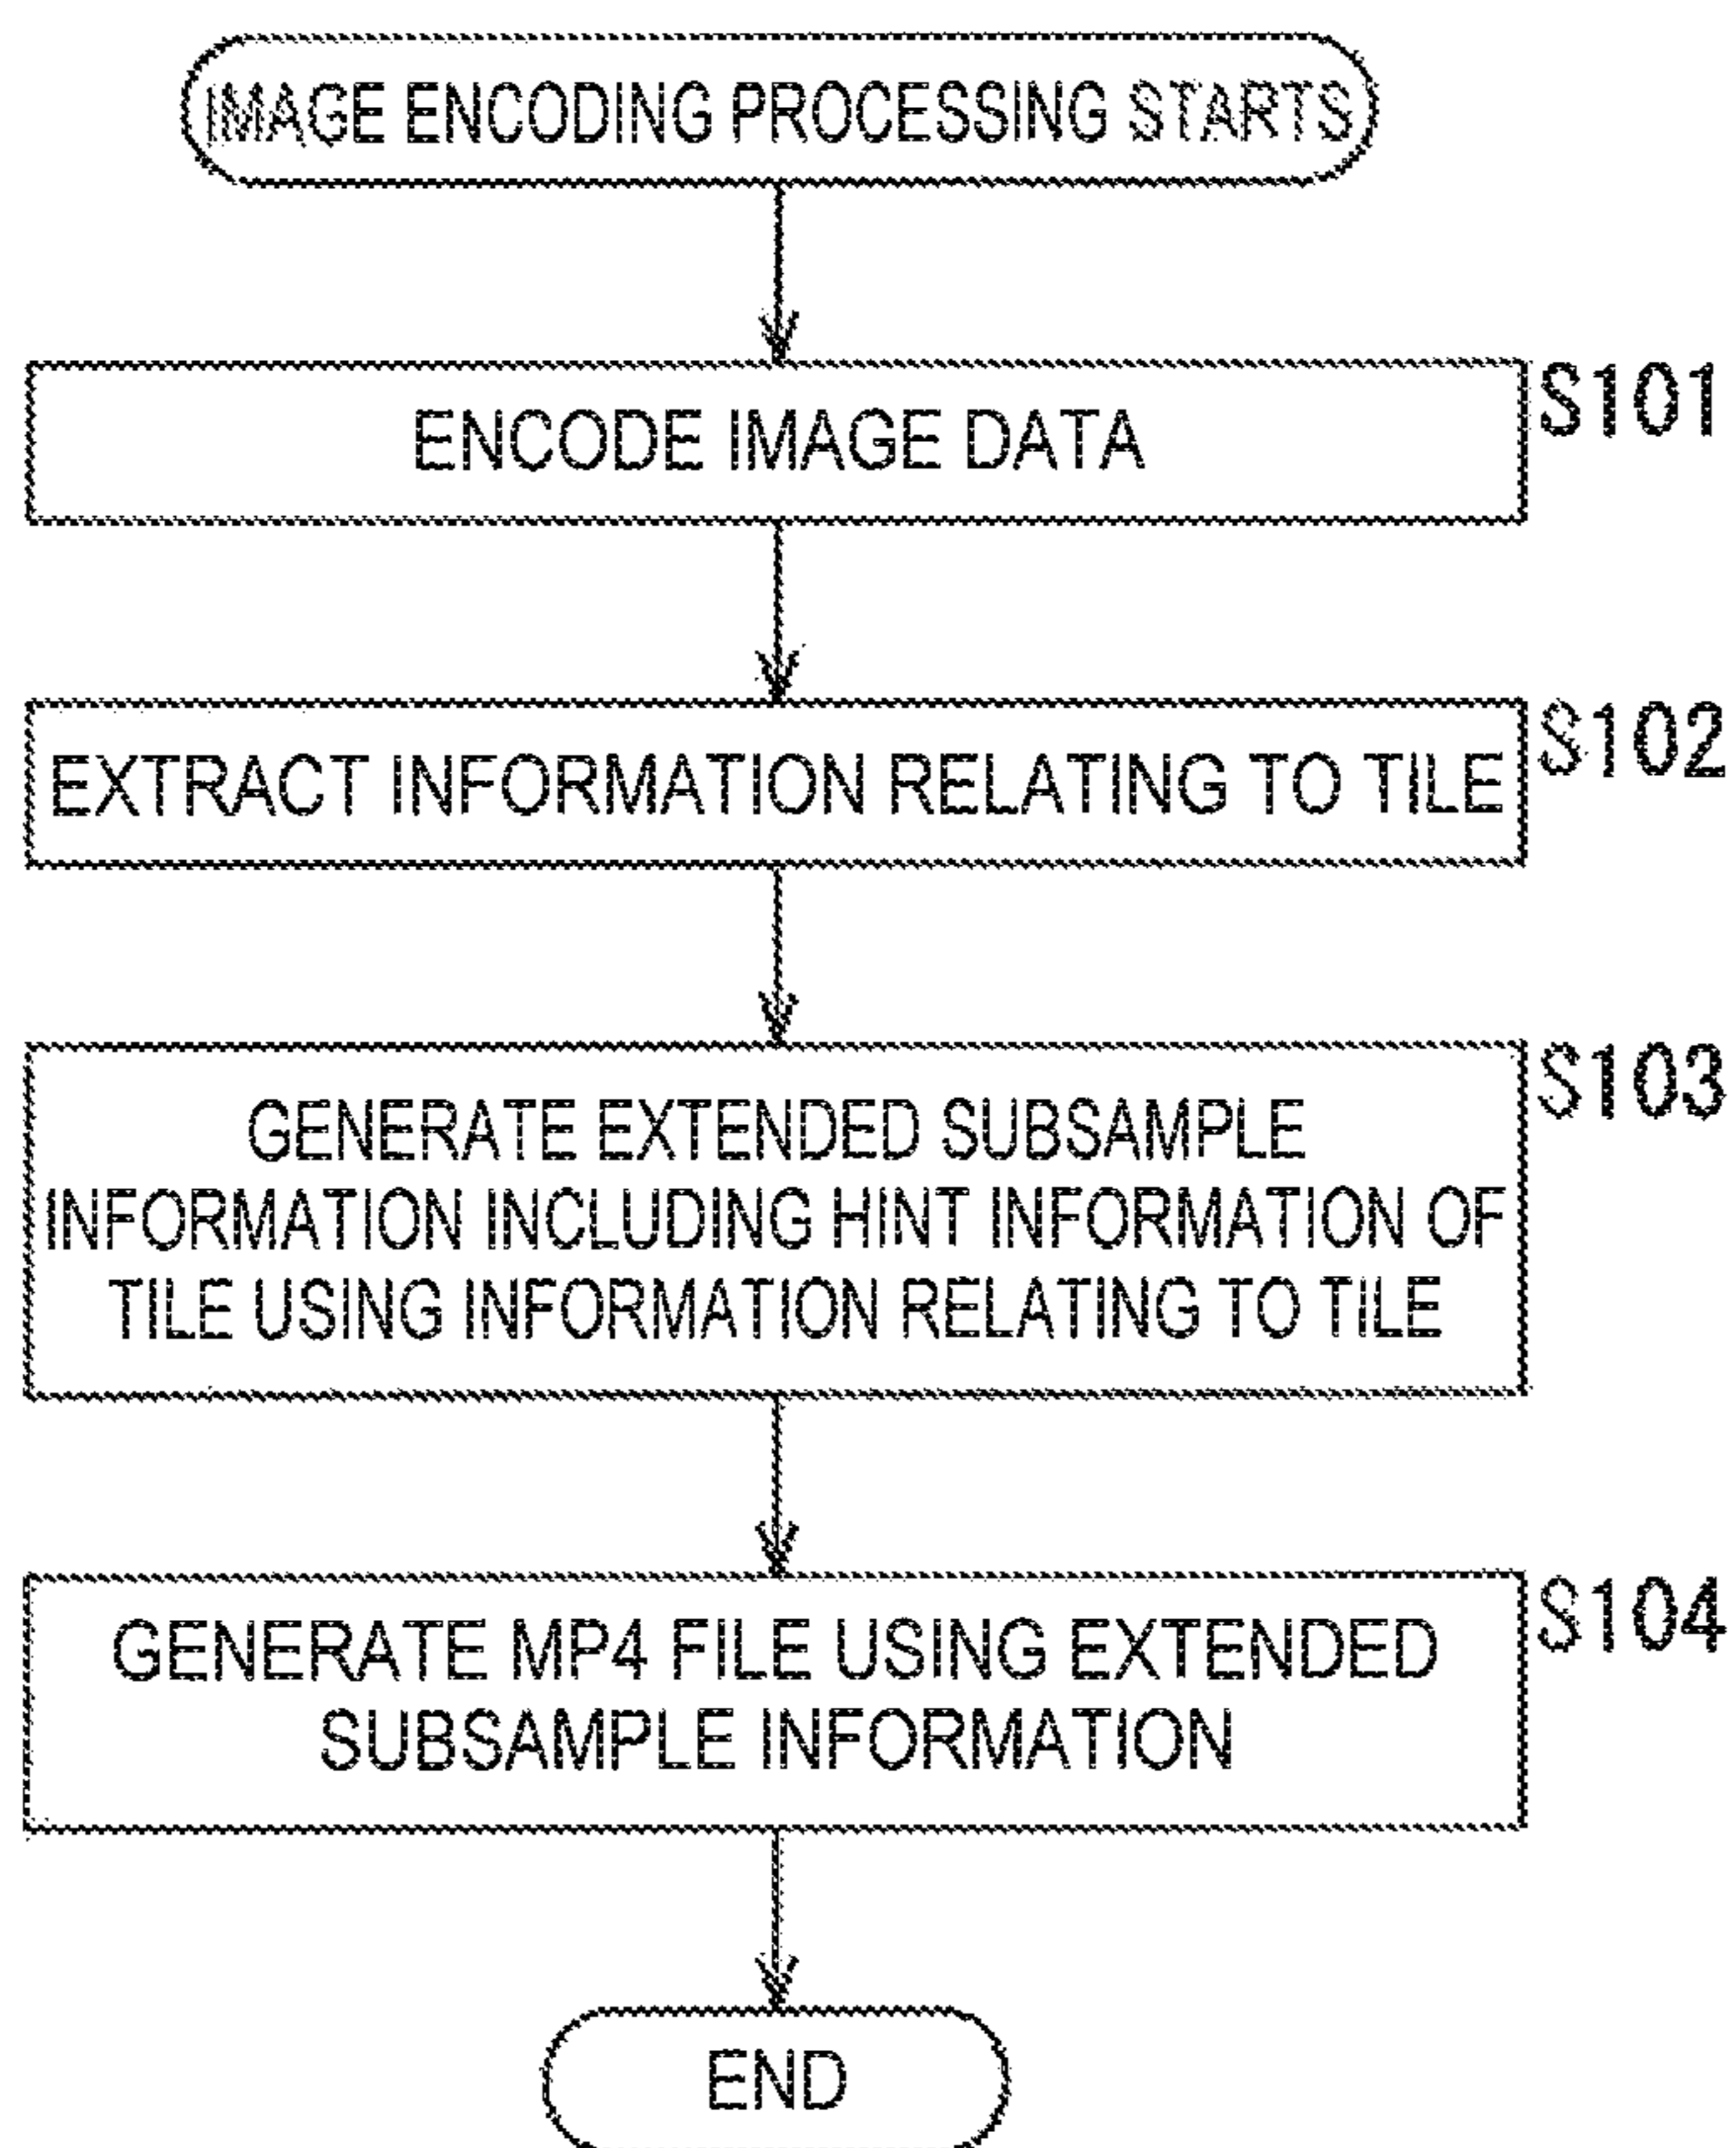 IMAGE ENCODING PROCESSING STARTS
ENCODE IMAGE DATA
S101
EXTRACT INFORMATION RELATING TO TILE
S102
GENERATE EXTENDED SUBSAMPLE
INFORMATION INCLUDING HINT INFORMATION OF
TILE USING INFORMATION RELATING TO TILE
S103
GENERATE MP4 FILE USING EXTENDED
SUBSAMPLE INFORMATION
S104
END